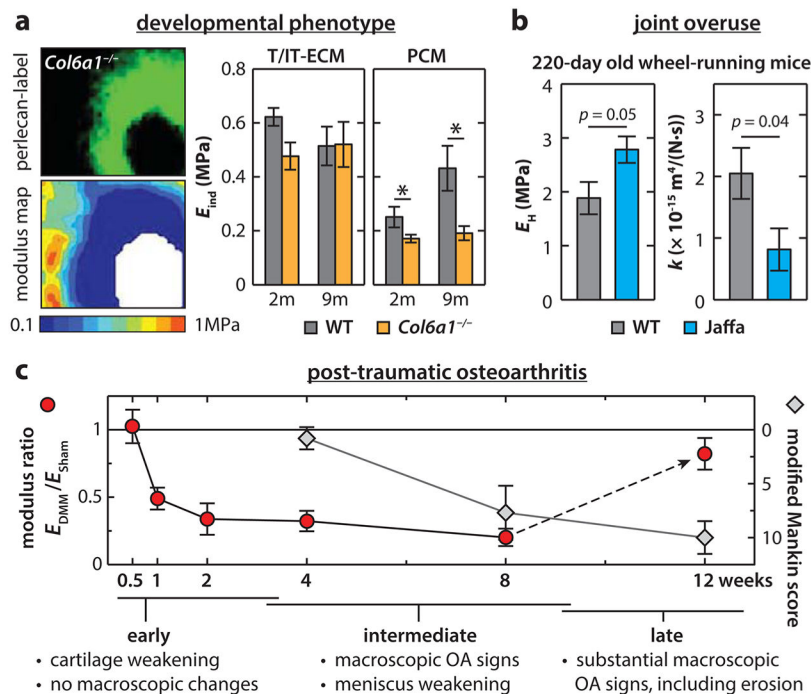 a developmental phenotype
b joint overuse
Col6a1−/−
perlecan-label
modulus map
0.1 1MPa
T/IT-ECM PCM
0.8
0.6
0.4
0.2
0
E_ind (MPa)
* *
2m 9m 2m 9m
WT Col6a1−/−
220-day old wheel-running mice
4
3
2
1
0
E_H (MPa)
p = 0.05
3
2
1
0
k (× 10⁻¹⁵ m⁴/(N·s))
p = 0.04
WT Jaffa
c post-traumatic osteoarthritis
modulus ratio
E_DMM/E_Sham
1
0.5
0
0
5
10
modified Mankin score
0.5 1 2 4 8 12 weeks
early intermediate late
• cartilage weakening • macroscopic OA signs • substantial macroscopic
• no macroscopic changes • meniscus weakening OA signs, including erosion